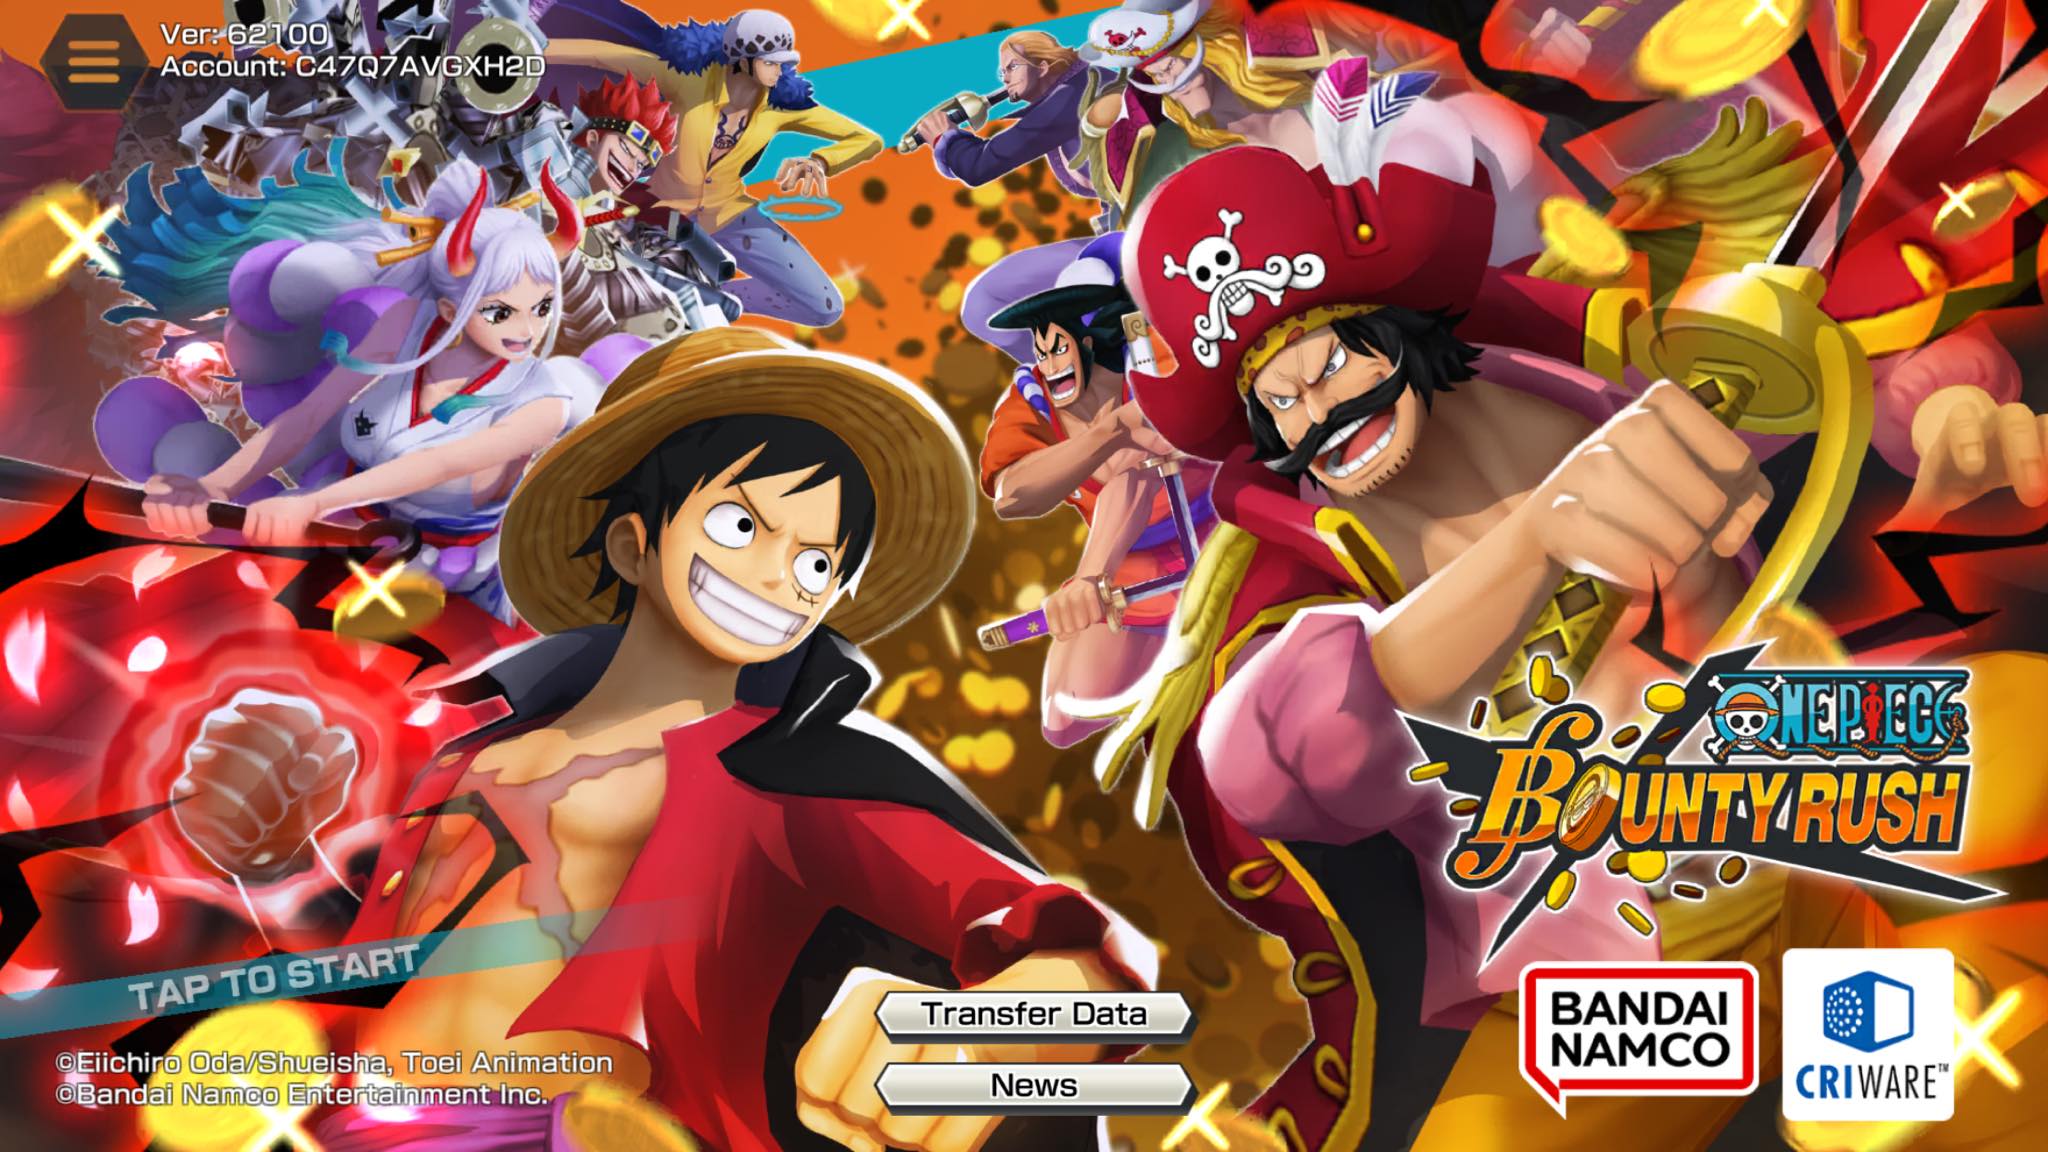 Ver: 62100
Account: C47Q7AVGXH2D
ONE PIECE
BOUNTY RUSH
TAP TO START
Transfer Data
News
BANDAI
NAMCO
CRIWARE™
©Eiichiro Oda/Shueisha, Toei Animation
©Bandai Namco Entertainment Inc.